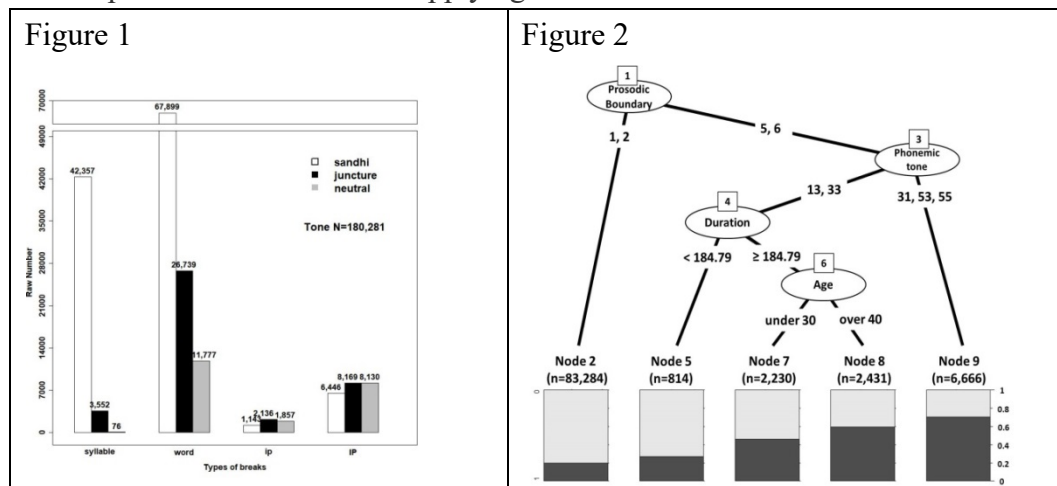 Figure 1
70000
49000
42000
35000
28000
21000
14000
7000
0
Raw Number
42,357
3,552
76
67,899
26,739
11,777
1,143
2,136
1,857
6,446
8,169
8,130
sandhi
juncture
neutral
Tone N=180,281
syllable
word
ip
IP
Types of breaks
Figure 2
1
Prosodic
Boundary
1, 2
5, 6
3
Phonemic
tone
13, 33
31, 53, 55
4
Duration
< 184.79
≥ 184.79
6
Age
under 30
over 40
Node 2
(n=83,284)
Node 5
(n=814)
Node 7
(n=2,230)
Node 8
(n=2,431)
Node 9
(n=6,666)
0
1
1
0.8
0.6
0.4
0.2
0